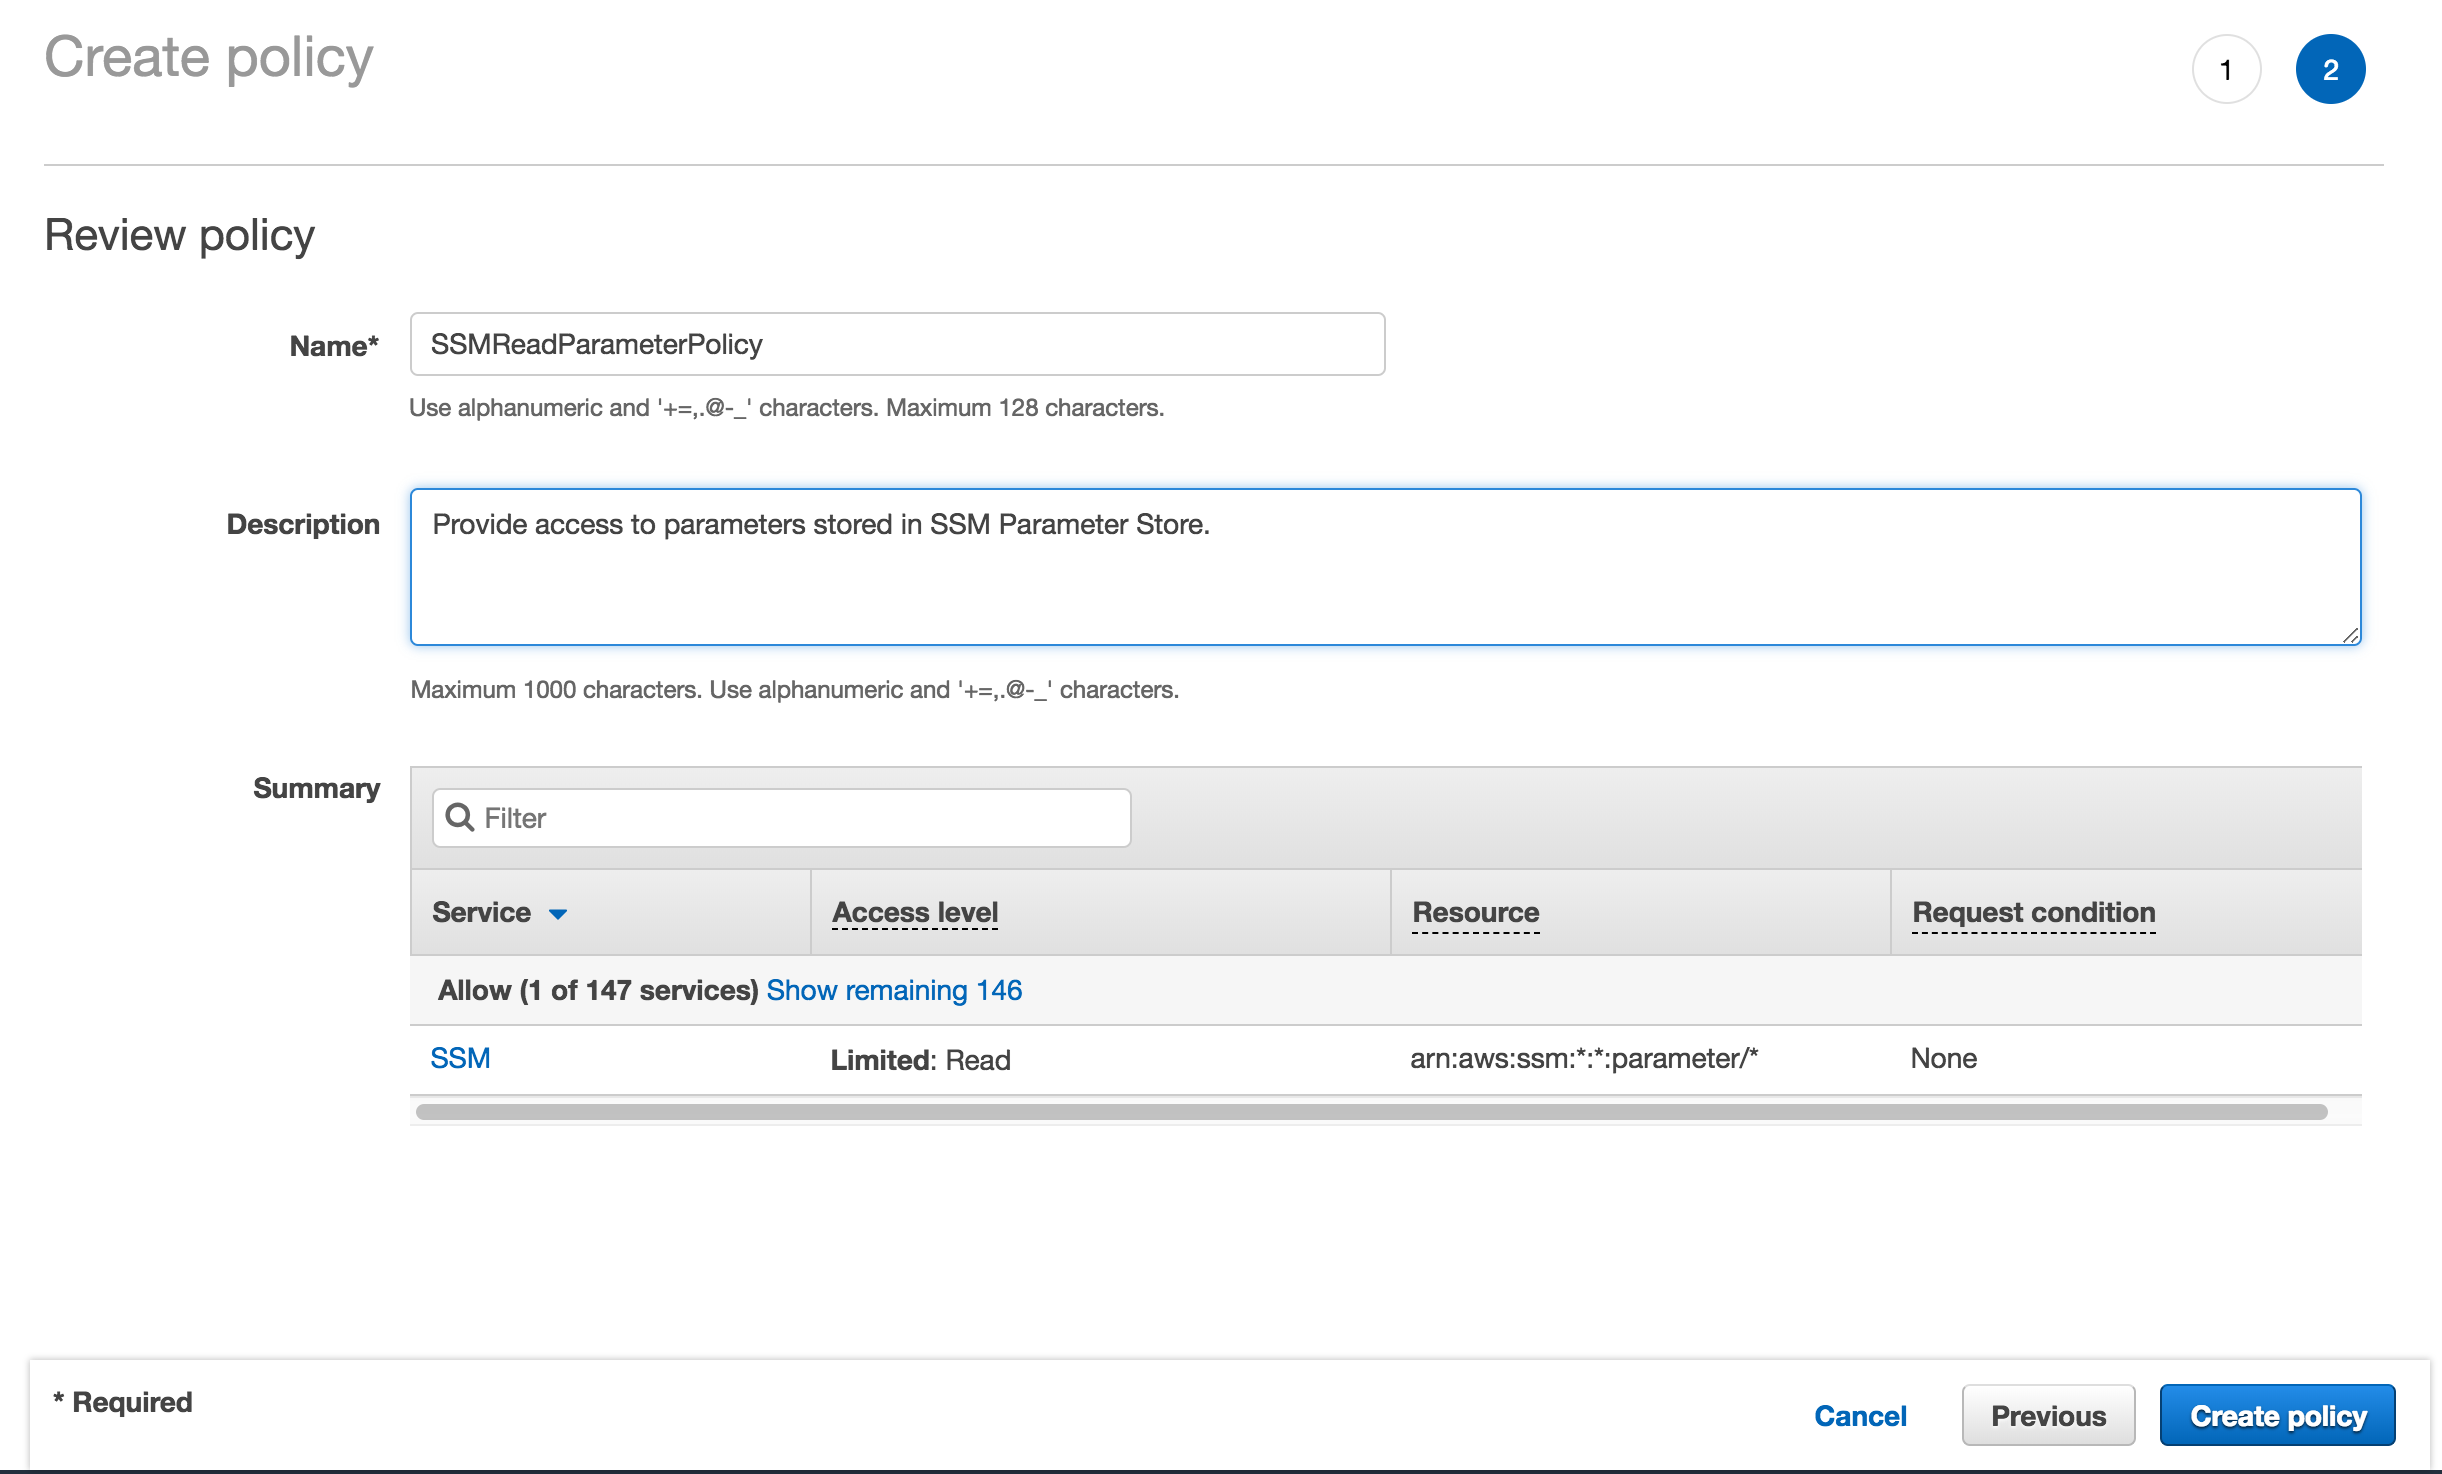 Create policy
1
2
Review policy
Name*
SSMReadParameterPolicy
Use alphanumeric and '+=,.@-_' characters. Maximum 128 characters.
Description
Provide access to parameters stored in SSM Parameter Store.
Maximum 1000 characters. Use alphanumeric and '+=,.@-_' characters.
Summary
Filter
Service Access level Resource Request condition
Allow (1 of 147 services) Show remaining 146
SSM Limited: Read arn:aws:ssm:*:*:parameter/* None
* Required
Cancel Previous Create policy